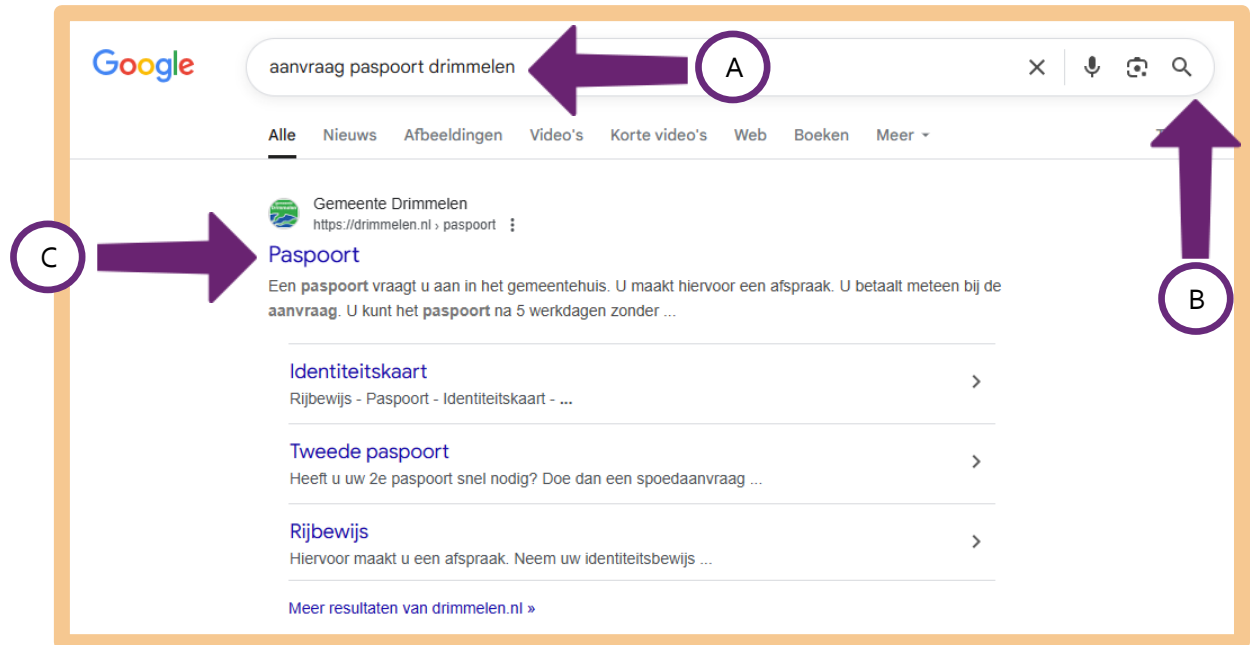 Google
aanvraag paspoort drimmelen
A
Alle Nieuws Afbeeldingen Video's Korte video's Web Boeken Meer
Gemeente Drimmelen
https://drimmelen.nl › paspoort
C
Paspoort
B
Een paspoort vraagt u aan in het gemeentehuis. U maakt hiervoor een afspraak. U betaalt meteen bij de
aanvraag. U kunt het paspoort na 5 werkdagen zonder ...
Identiteitskaart
Rijbewijs - Paspoort - Identiteitskaart - ...
Tweede paspoort
Heeft u uw 2e paspoort snel nodig? Doe dan een spoedaanvraag ...
Rijbewijs
Hiervoor maakt u een afspraak. Neem uw identiteitsbewijs ...
Meer resultaten van drimmelen.nl »